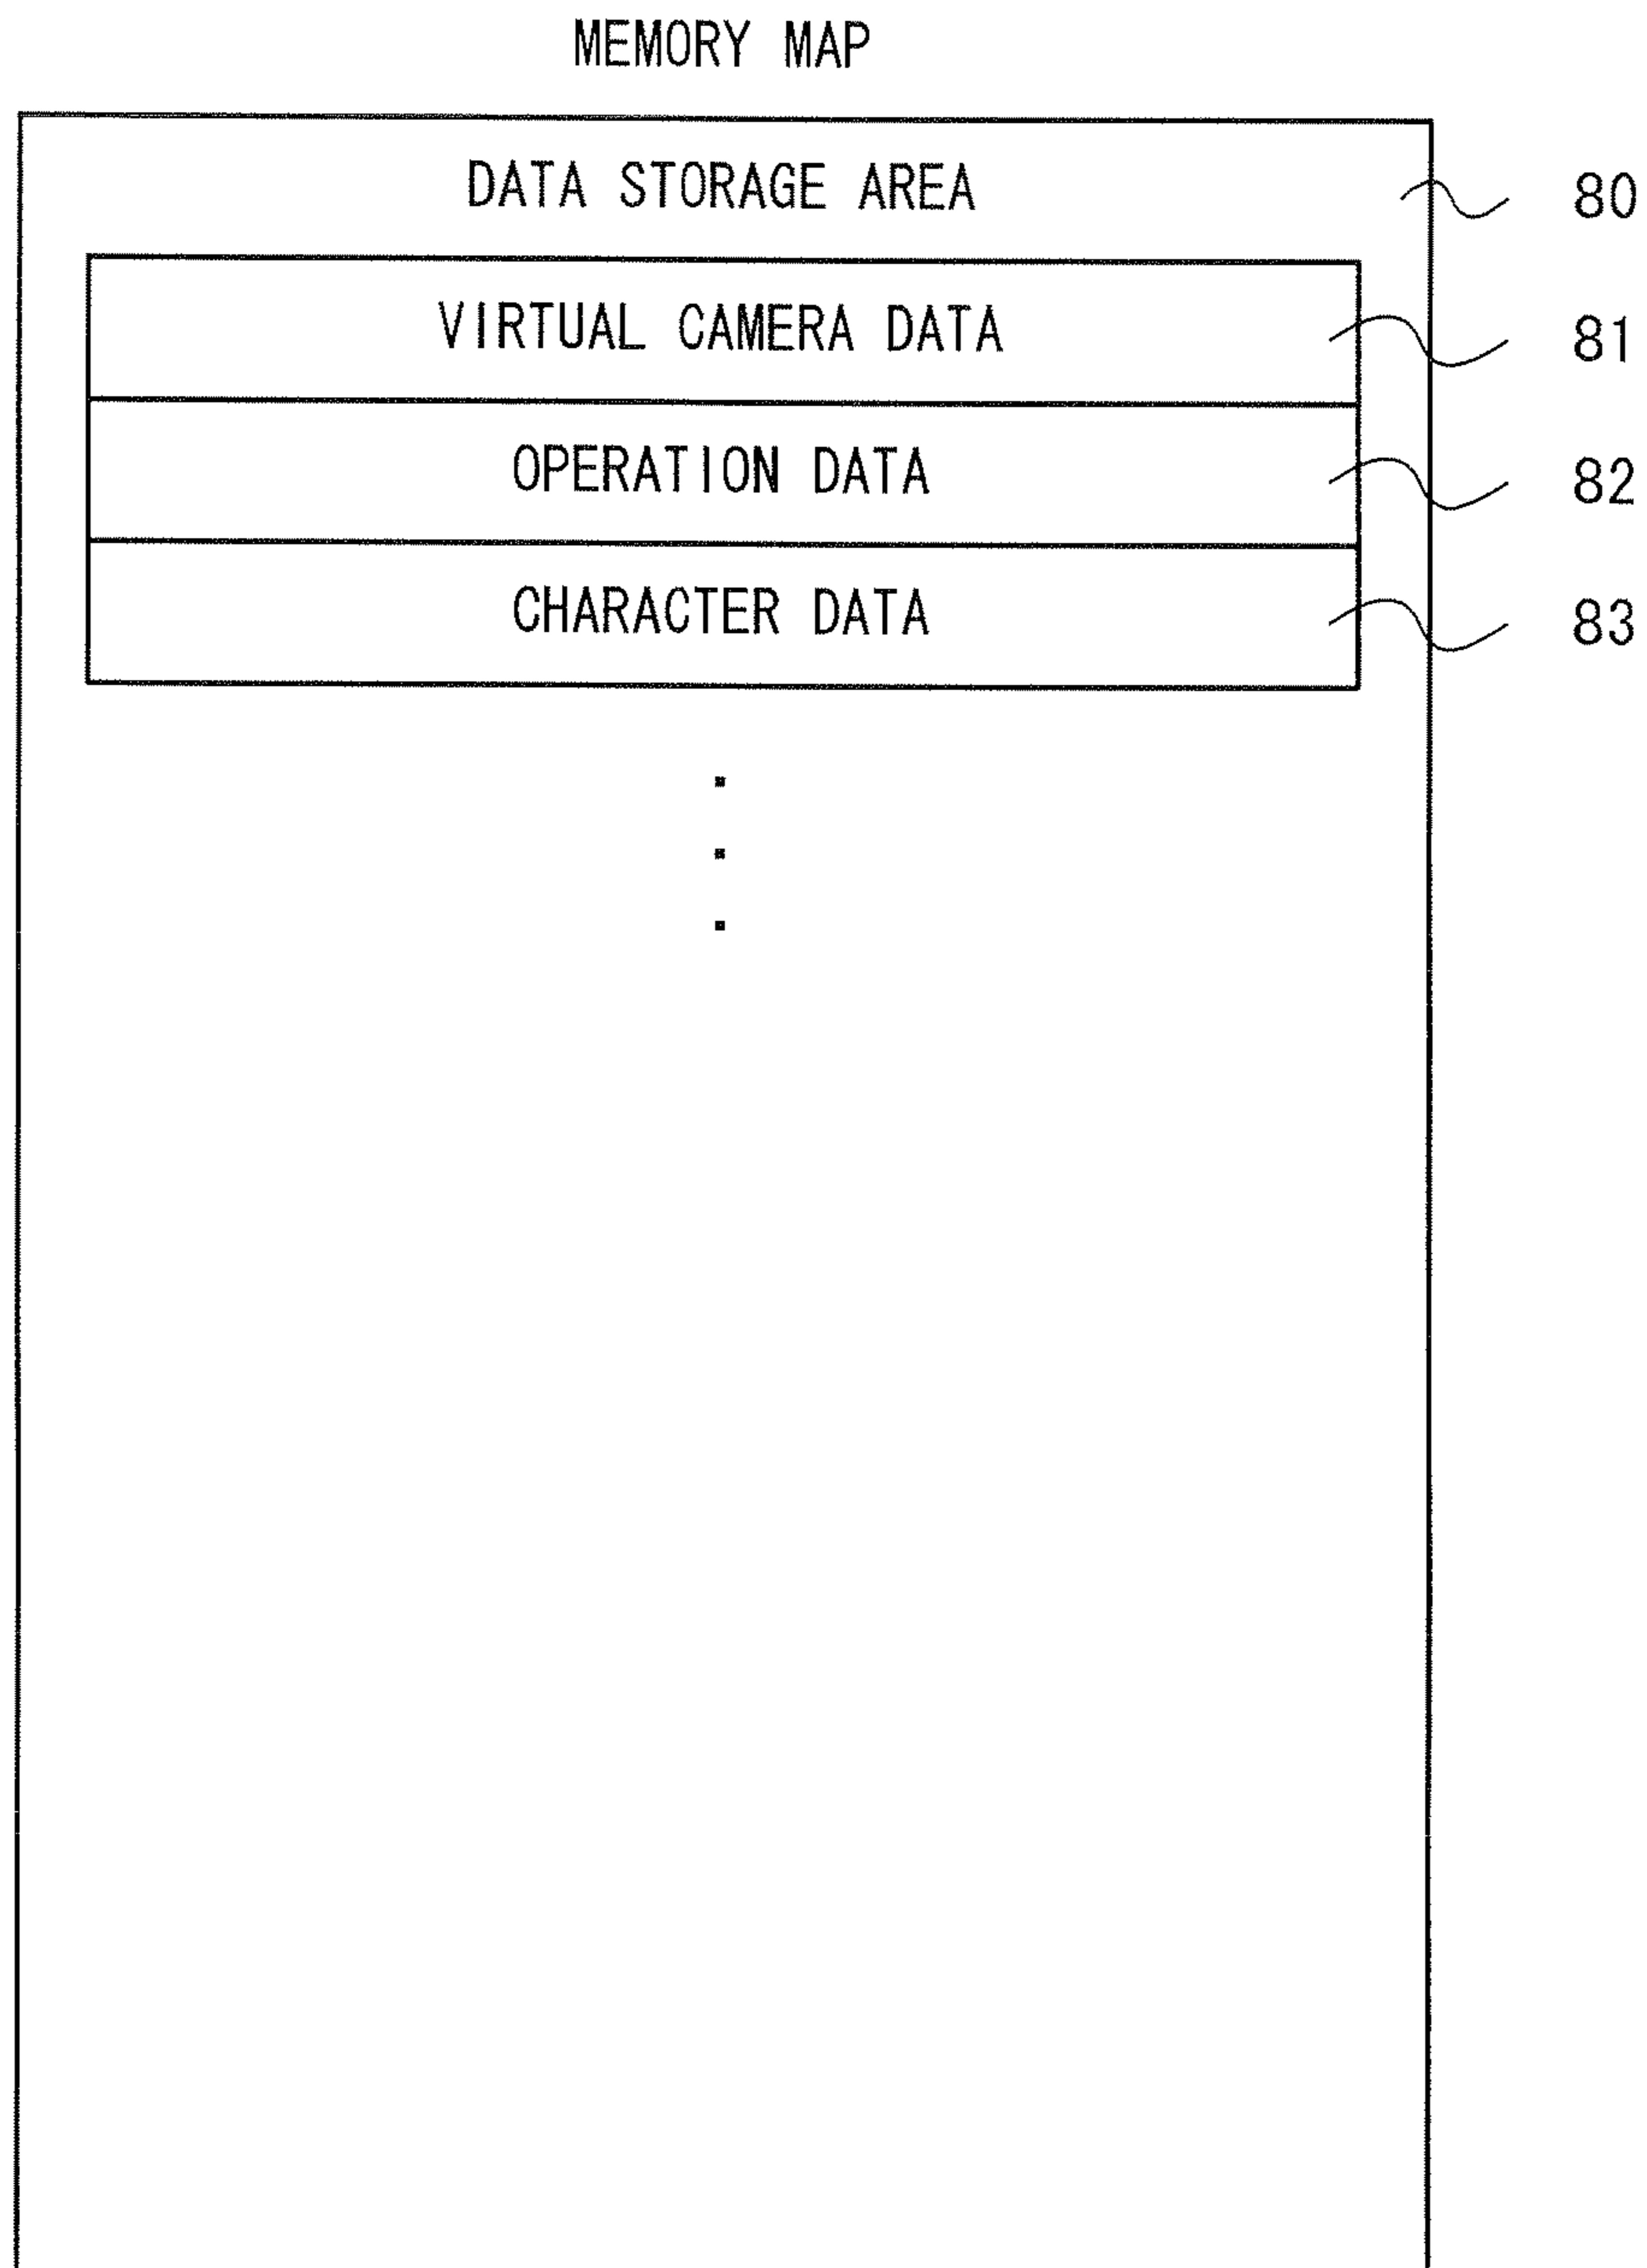 MEMORY MAP
DATA STORAGE AREA 80
VIRTUAL CAMERA DATA 81
OPERATION DATA 82
CHARACTER DATA 83